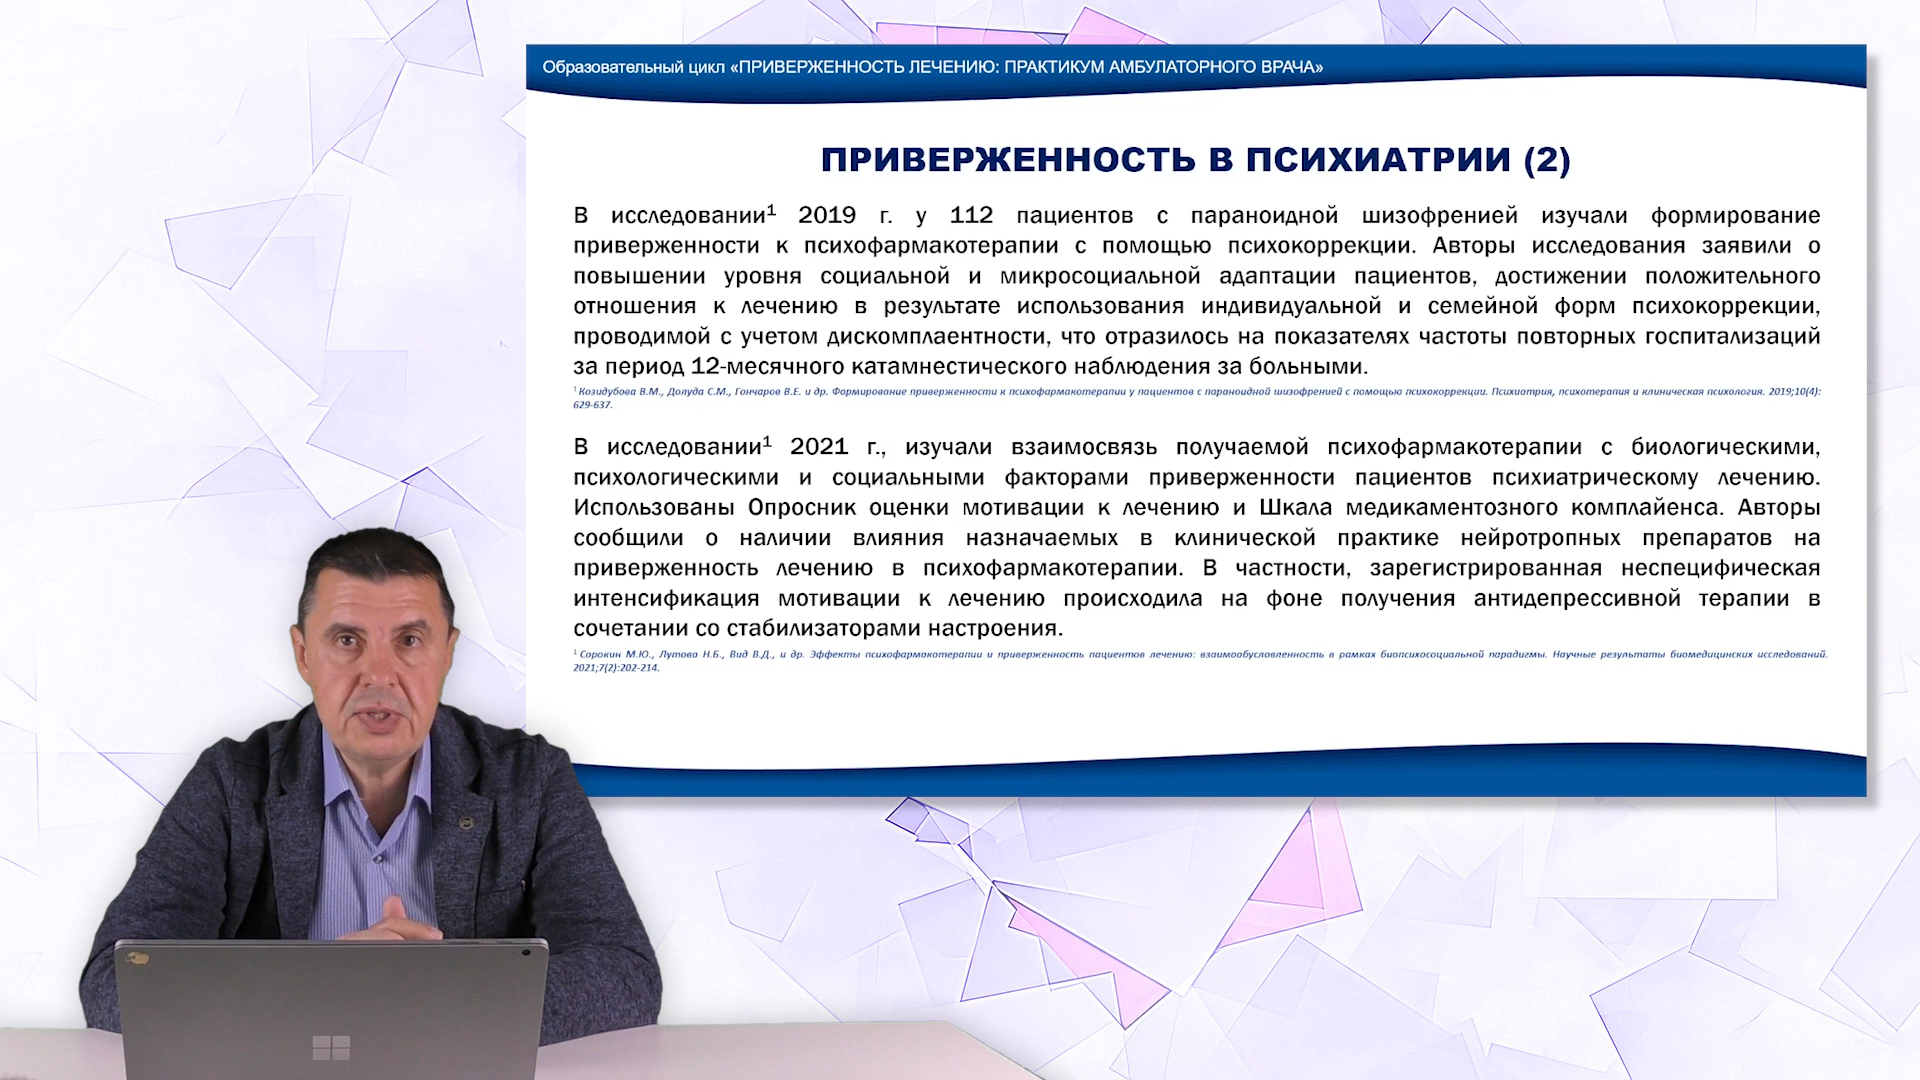 Образовательный цикл «ПРИВЕРЖЕННОСТЬ ЛЕЧЕНИЮ: ПРАКТИКУМ АМБУЛАТОРНОГО ВРАЧА»
ПРИВЕРЖЕННОСТЬ В ПСИХИАТРИИ (2)
В исследовании¹ 2019 г. у 112 пациентов с параноидной шизофренией изучали формирование
приверженности к психофармакотерапии с помощью психокоррекции. Авторы исследования заявили о
повышении уровня социальной и микросоциальной адаптации пациентов, достижении положительного
отношения к лечению в результате использования индивидуальной и семейной форм психокоррекции,
проводимой с учетом дискомплаентности, что отразилось на показателях частоты повторных госпитализаций
за период 12-месячного катамнестического наблюдения за больными.
¹ Козидубова В.М., Долуда С.М., Гончаров В.Е. и др. Формирование приверженности к психофармакотерапии у пациентов с параноидной шизофренией с помощью психокоррекции. Психиатрия, психотерапия и клиническая психология. 2019;10(4):
629-637.
В исследовании¹ 2021 г., изучали взаимосвязь получаемой психофармакотерапии с биологическими,
психологическими и социальными факторами приверженности пациентов психиатрическому лечению.
Использованы Опросник оценки мотивации к лечению и Шкала медикаментозного комплайенса. Авторы
сообщили о наличии влияния назначаемых в клинической практике нейротропных препаратов на
приверженность лечению в психофармакотерапии. В частности, зарегистрированная неспецифическая
интенсификация мотивации к лечению происходила на фоне получения антидепрессивной терапии в
сочетании со стабилизаторами настроения.
¹ Сорокин М.Ю., Лутова Н.Б., Вид В.Д., и др. Эффекты психофармакотерапии и приверженность пациентов лечению: взаимообусловленность в рамках биопсихосоциальной парадигмы. Научные результаты биомедицинских исследований.
2021;7(2):202-214.